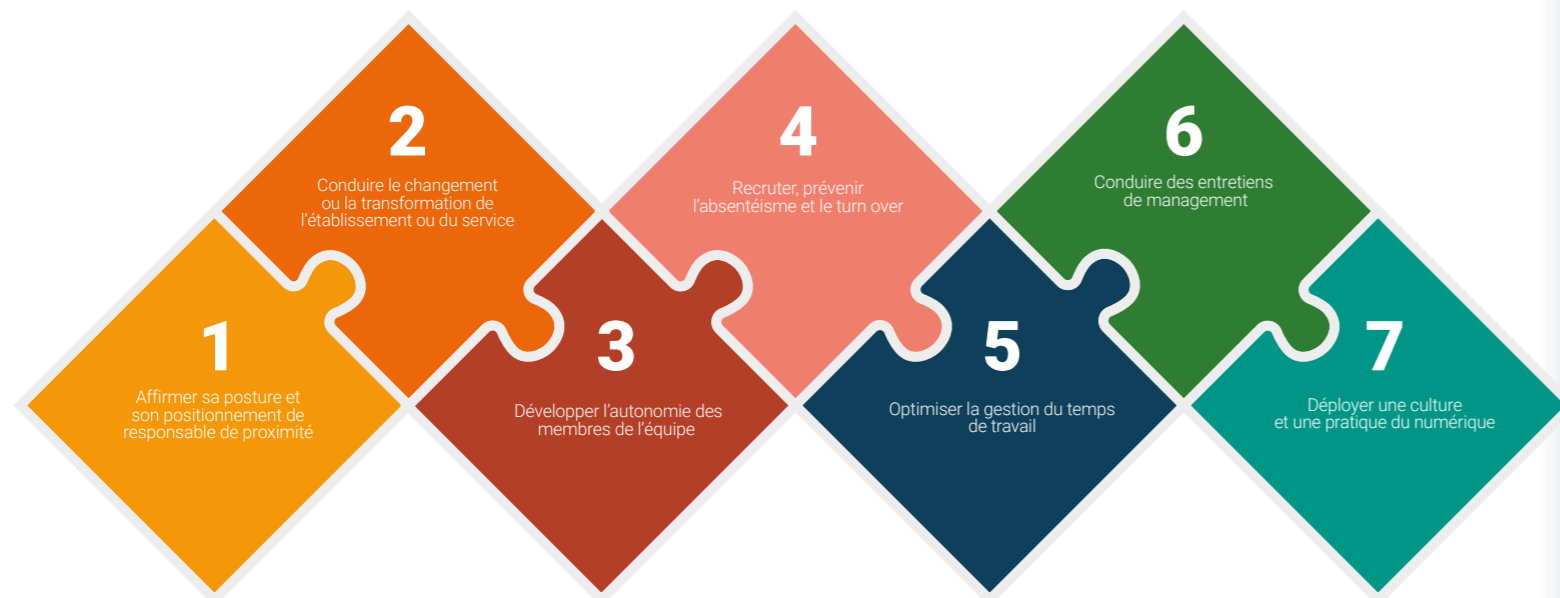 1
Affirmer sa posture et
son positionnement de
responsable de proximité
2
Conduire le changement
ou la transformation de
l'établissement ou du service
3
Développer l'autonomie des
membres de l'équipe
4
Recruter, prévenir
l'absentéisme et le turn over
5
Optimiser la gestion du temps
de travail
6
Conduire des entretiens
de management
7
Déployer une culture
et une pratique du numérique